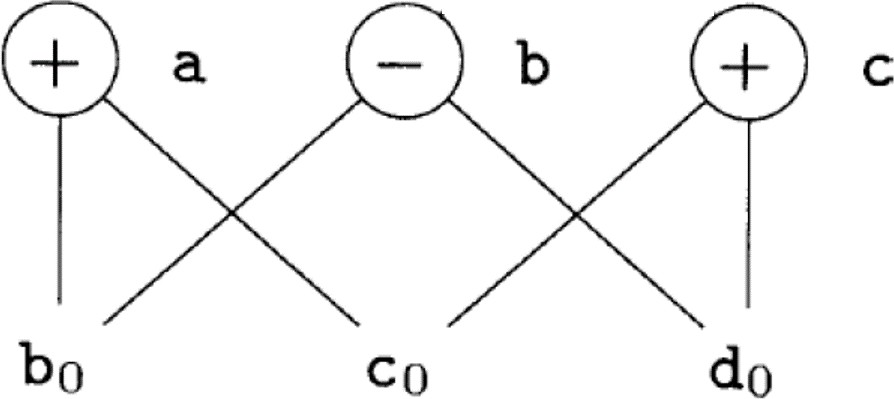 + a - b + c
b₀ c₀ d₀